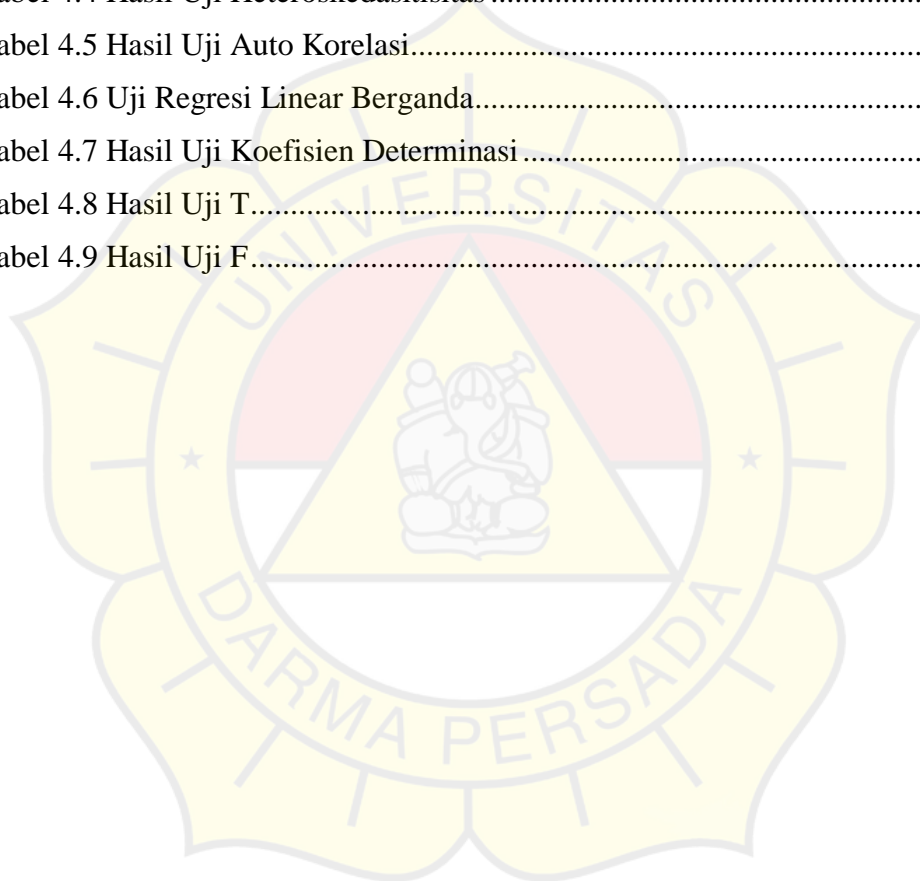 abel 4.5 Hasil Uji Auto Korelasi
abel 4.6 Uji Regresi Linear Berganda
abel 4.7 Hasil Uji Koefisien Determinasi
abel 4.8 Hasil Uji T
abel 4.9 Hasil Uji F
UNIVERSITAS
DARMA PERSADA